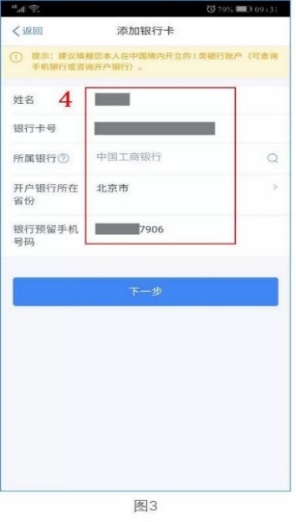 79% 09:31
返回 添加银行卡
提示：建议填报您本人在中国境内开立的I类银行账户（可查询
手机银行或咨询开户银行）。
姓名 4
银行卡号
所属银行 中国工商银行
开户银行所在 北京市
省份
银行预留手机 7906
号码
下一步
图3